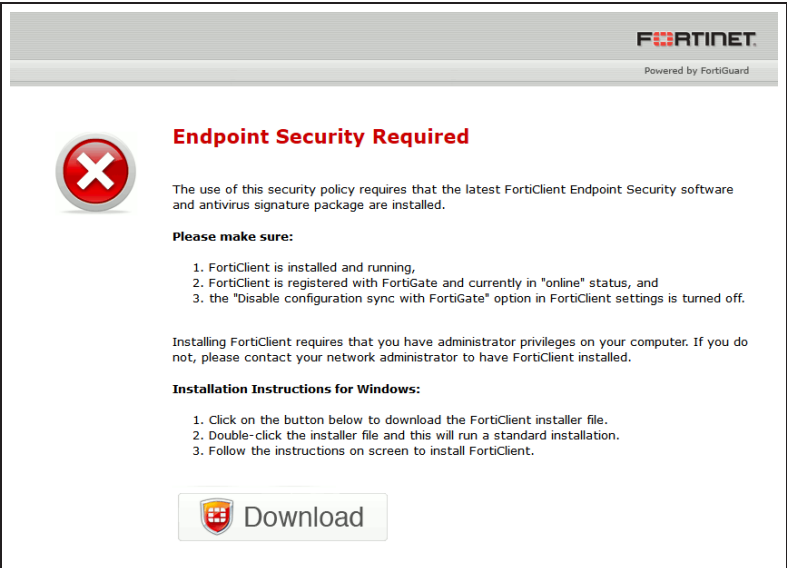 FORTINET
Powered by FortiGuard
Endpoint Security Required
The use of this security policy requires that the latest FortiClient Endpoint Security software
and antivirus signature package are installed.
Please make sure:
1. FortiClient is installed and running,
2. FortiClient is registered with FortiGate and currently in "online" status, and
3. the "Disable configuration sync with FortiGate" option in FortiClient settings is turned off.
Installing FortiClient requires that you have administrator privileges on your computer. If you do
not, please contact your network administrator to have FortiClient installed.
Installation Instructions for Windows:
1. Click on the button below to download the FortiClient installer file.
2. Double-click the installer file and this will run a standard installation.
3. Follow the instructions on screen to install FortiClient.
Download